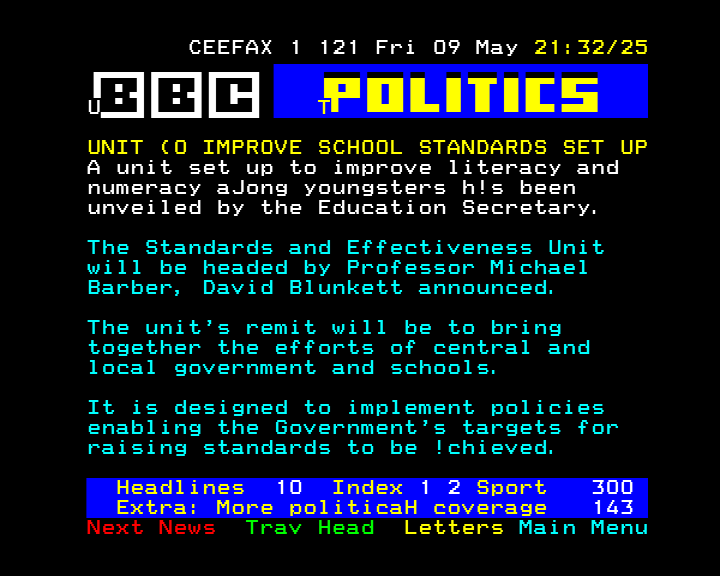 CEEFAX 1 121 Fri 09 May 21:32/25
UBBC TPOLITICS
UNIT (O IMPROVE SCHOOL STANDARDS SET UP
A unit set up to improve literacy and
numeracy aJong youngsters h!s been
unveiled by the Education Secretary.
The Standards and Effectiveness Unit
will be headed by Professor Michael
Barber, David Blunkett announced.
The unit's remit will be to bring
together the efforts of central and
local government and schools.
It is designed to implement policies
enabling the Government's targets for
raising standards to be !chieved.
Headlines 10 Index 1 2 Sport 300
Extra: More politicaH coverage 143
Next News Trav Head Letters Main Menu